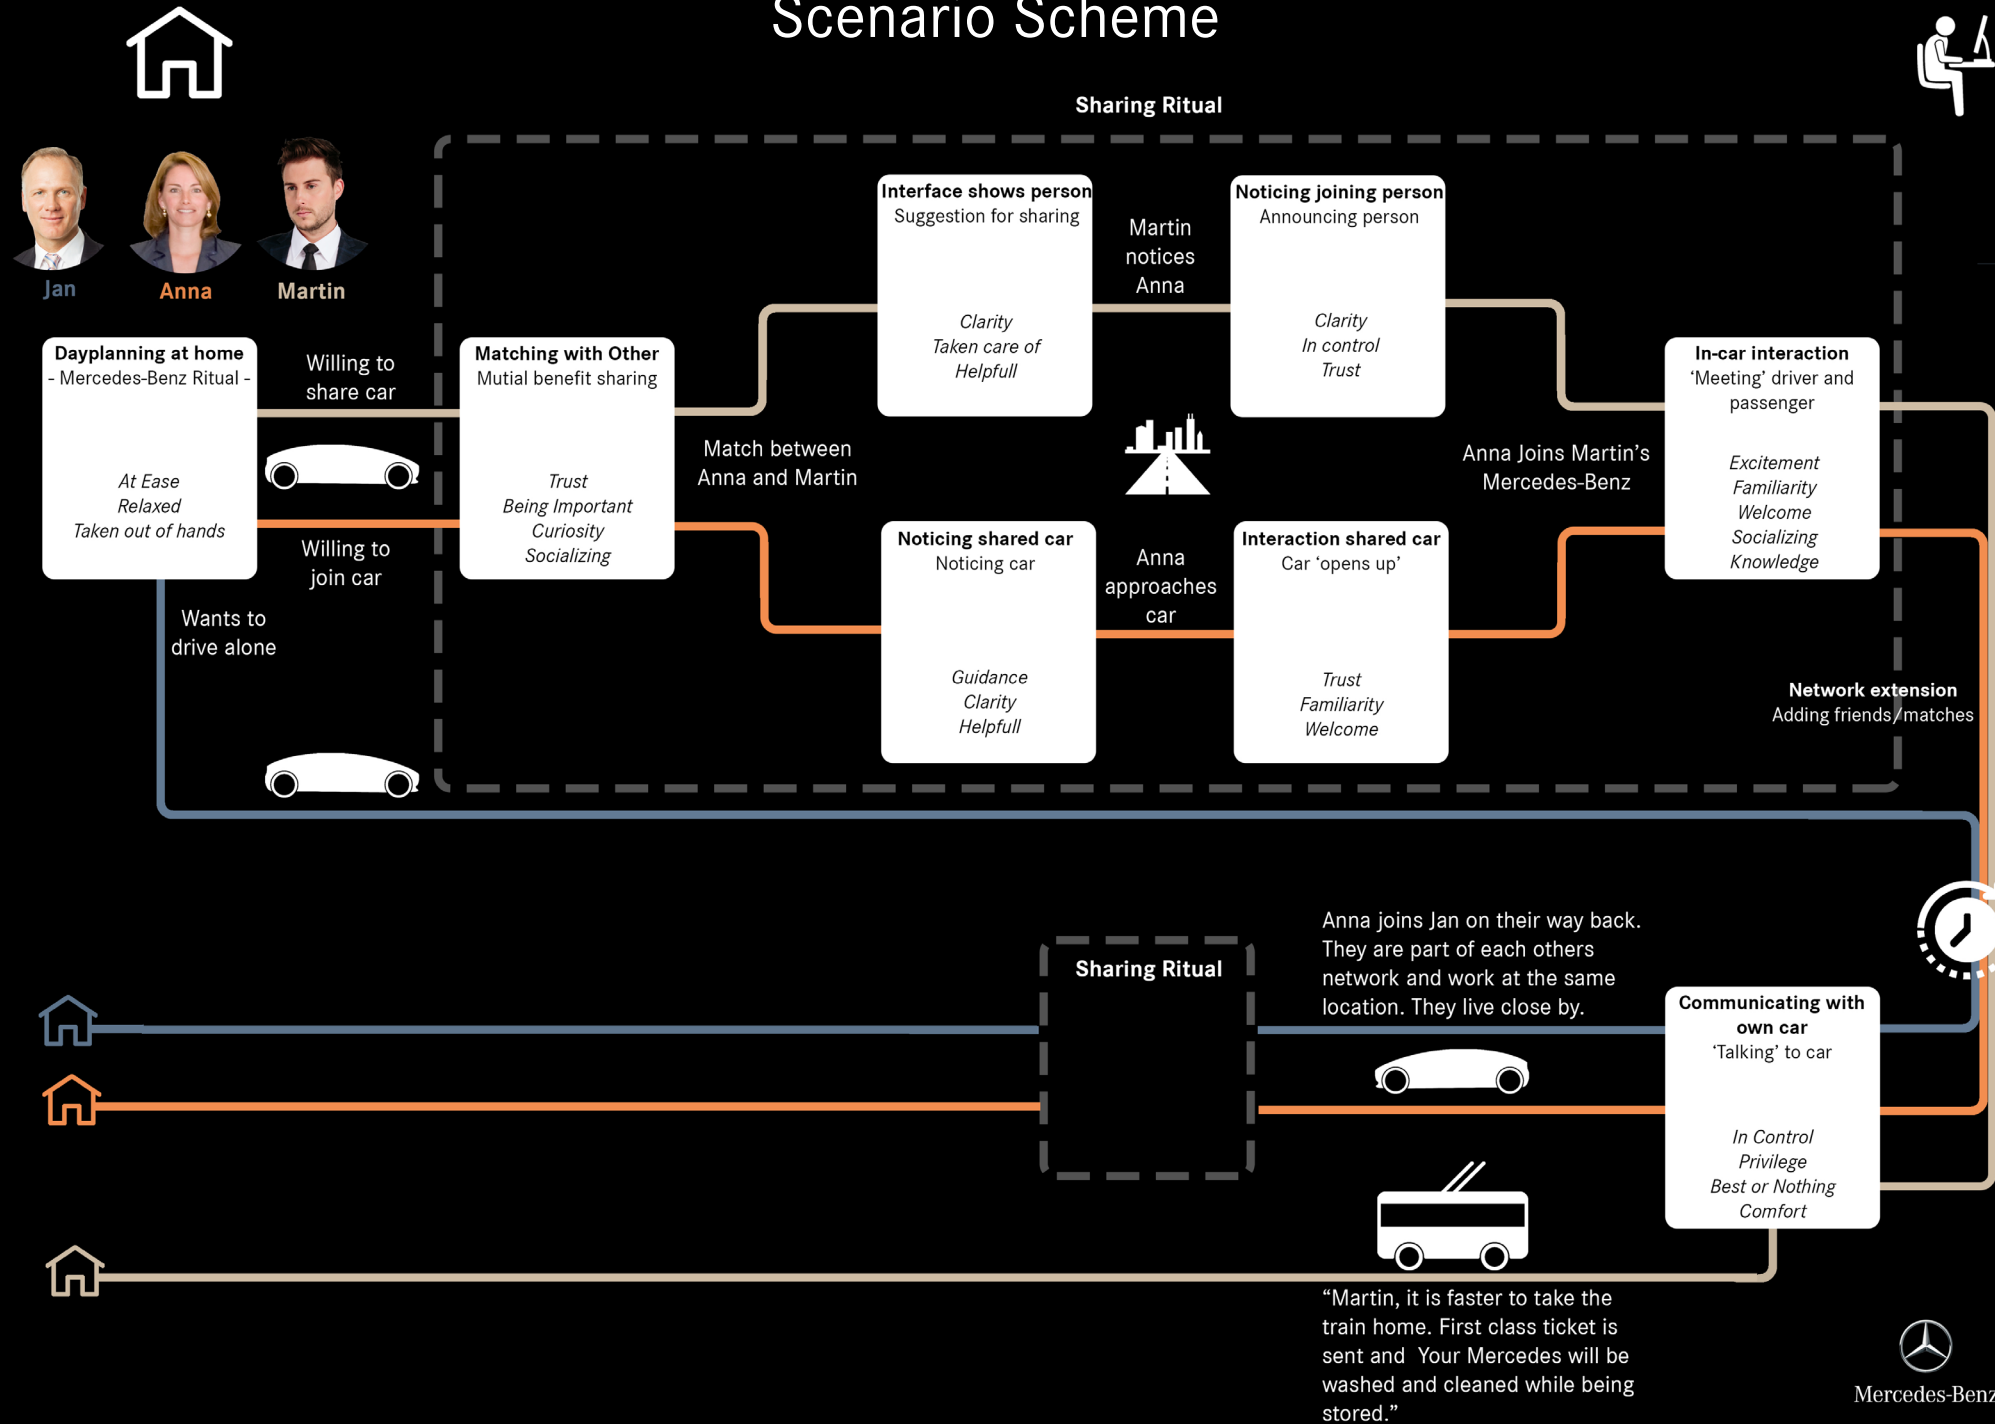 Scenario Scheme
Sharing Ritual
Jan
Anna
Martin
Dayplanning at home
- Mercedes-Benz Ritual -
At Ease
Relaxed
Taken out of hands
Willing to
share car
Willing to
join car
Wants to
drive alone
Matching with Other
Mutial benefit sharing
Trust
Being Important
Curiosity
Socializing
Match between
Anna and Martin
Interface shows person
Suggestion for sharing
Clarity
Taken care of
Helpfull
Martin
notices
Anna
Noticing joining person
Announcing person
Clarity
In control
Trust
Noticing shared car
Noticing car
Guidance
Clarity
Helpfull
Anna
approaches
car
Interaction shared car
Car ‘opens up’
Trust
Familiarity
Welcome
Anna Joins Martin’s
Mercedes-Benz
In-car interaction
‘Meeting’ driver and
passenger
Excitement
Familiarity
Welcome
Socializing
Knowledge
Network extension
Adding friends/matches
Sharing Ritual
Anna joins Jan on their way back.
They are part of each others
network and work at the same
location. They live close by.
Communicating with
own car
‘Talking’ to car
In Control
Privilege
Best or Nothing
Comfort
“Martin, it is faster to take the
train home. First class ticket is
sent and Your Mercedes will be
washed and cleaned while being
stored.”
Mercedes-Benz